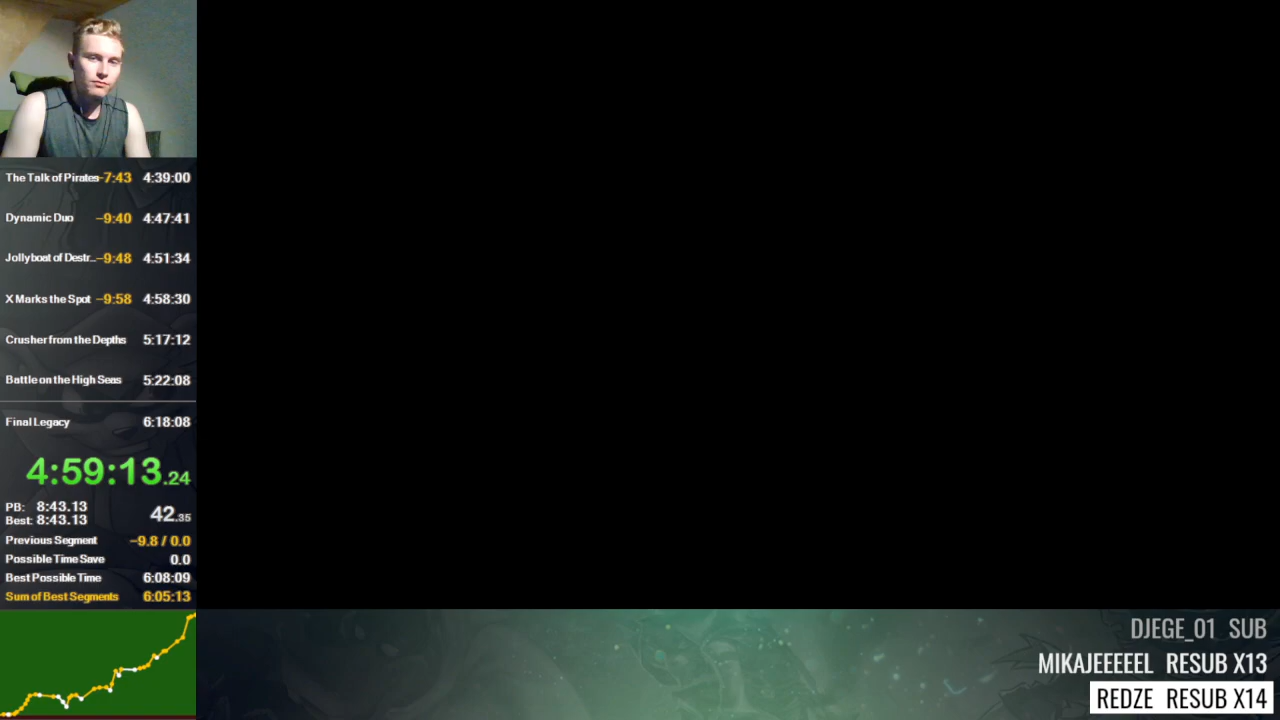 The Talk of Pirates -7:43 4:39:00
Dynamic Duo -9:40 4:47:41
Jollyboat of Destr... -9:48 4:51:34
X Marks the Spot -9:58 4:58:30
Crusher from the Depths 5:17:12
Battle on the High Seas 5:22:08
Final Legacy 6:18:08
4:59:13.24
PB: 8:43.13
Best: 8:43.13
42.35
Previous Segment -9.8 / 0.0
Possible Time Save 0.0
Best Possible Time 6:08:09
Sum of Best Segments 6:05:13
DJEGE_01 SUB
MIKAJEEEEEL RESUB X13
REDZE RESUB X14